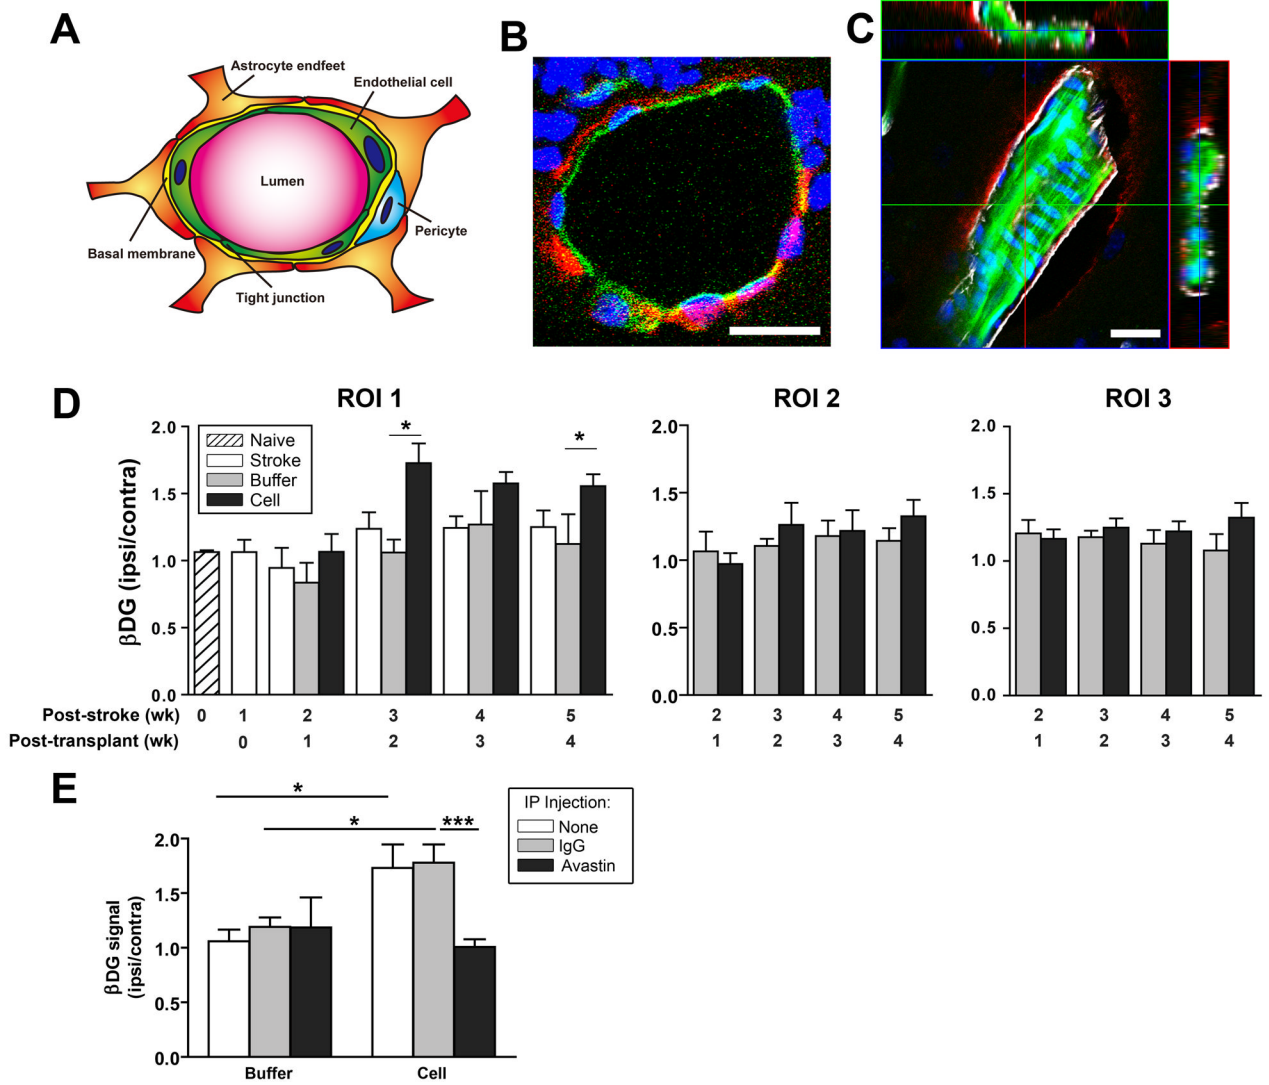 A
Astrocyte endfeet
Endothelial cell
Lumen
Pericyte
Basal membrane
Tight junction
B
C
D
ROI 1
ROI 2
ROI 3
βDG (ipsi/contra)
2.0
1.5
1.0
0.5
0.0
Naive
Stroke
Buffer
Cell
*
*
2.0
1.5
1.0
0.5
0.0
2.0
1.5
1.0
0.5
0.0
Post-stroke (wk) 0 1 2 3 4 5
Post-transplant (wk) 0 1 2 3 4
2 3 4 5
1 2 3 4
2 3 4 5
1 2 3 4
E
*
*
***
IP Injection:
None
IgG
Avastin
βDG signal
(ipsi/contra)
2.0
1.5
1.0
0.5
0.0
Buffer
Cell